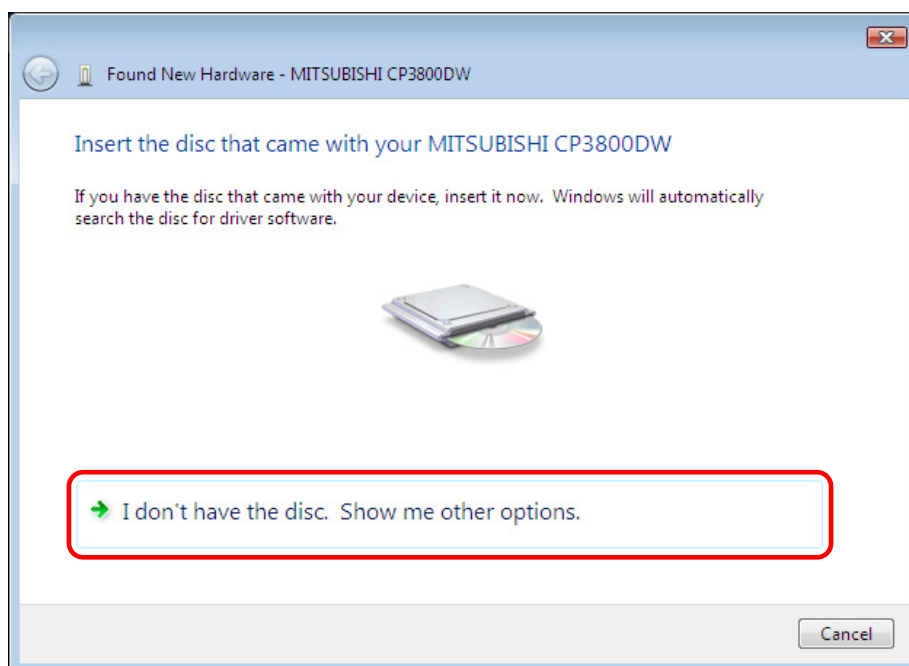 Found New Hardware - MITSUBISHI CP3800DW
Insert the disc that came with your MITSUBISHI CP3800DW
If you have the disc that came with your device, insert it now.  Windows will automatically
search the disc for driver software.
I don't have the disc.  Show me other options.
Cancel